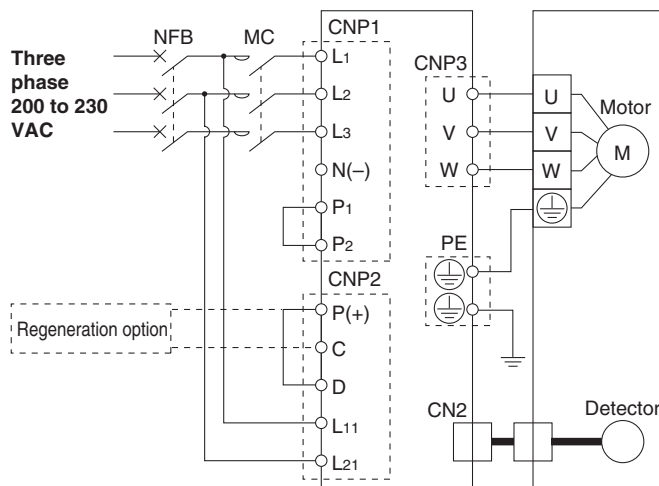 NFB MC CNP1
Three
phase
200 to 230
VAC
L1
L2
L3
N(–)
P1
P2
CNP2
Regeneration option
P(+)
C
D
L11
L21
CNP3
U
V
W
PE
CN2
U
V
W
Motor
M
Detector